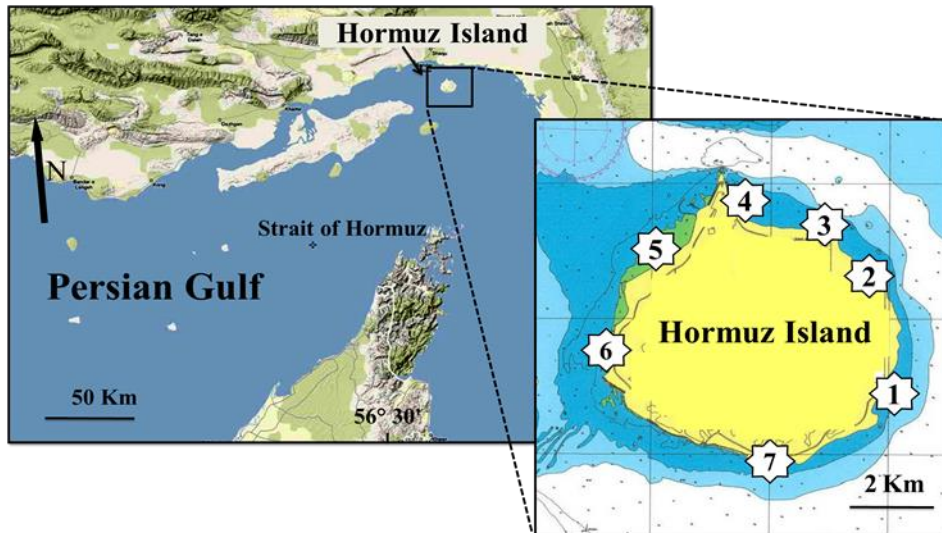 Hormuz Island
N
Strait of Hormuz
Persian Gulf
50 Km
56° 30'
4
3
5
2
Hormuz Island
6
1
7
2 Km